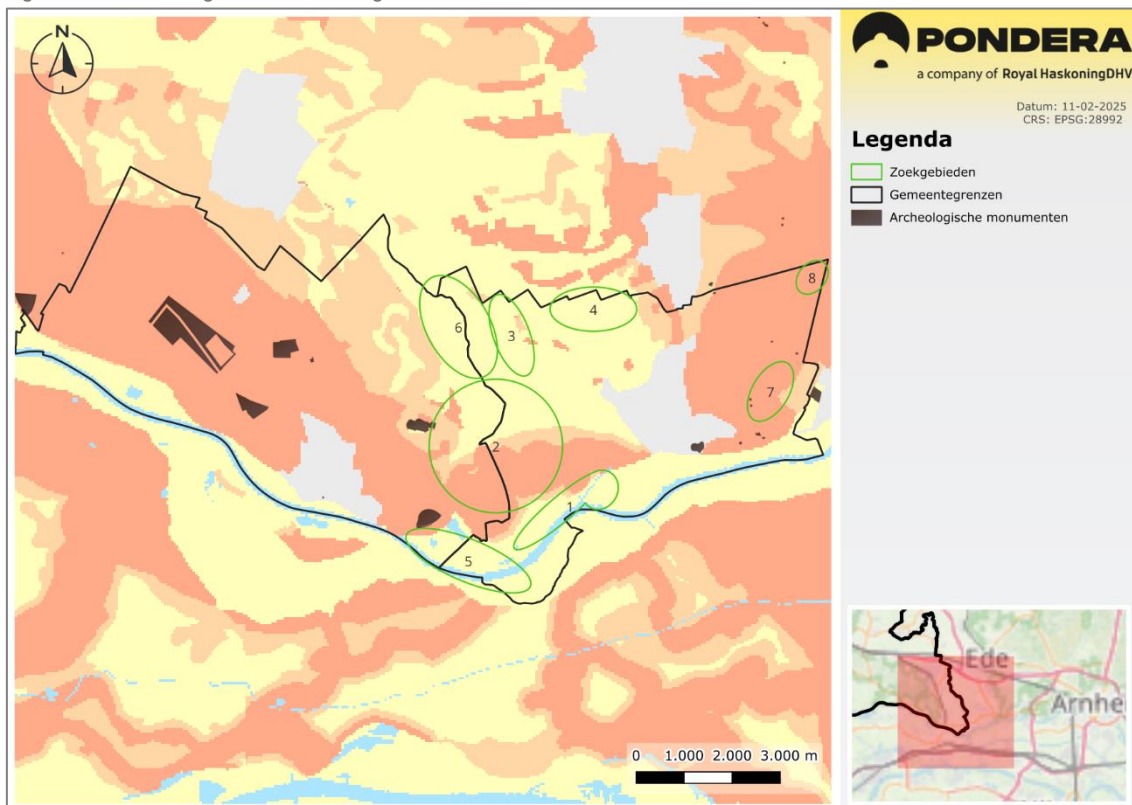 N
PONDERA
a company of Royal HaskoningDHV
Datum: 11-02-2025
CRS: EPSG:28992
Legenda
Zoekgebieden
Gemeentegrenzen
Archeologische monumenten
8
6
3
4
7
2
1
5
0 1.000 2.000 3.000 m
Ede
Arnhe